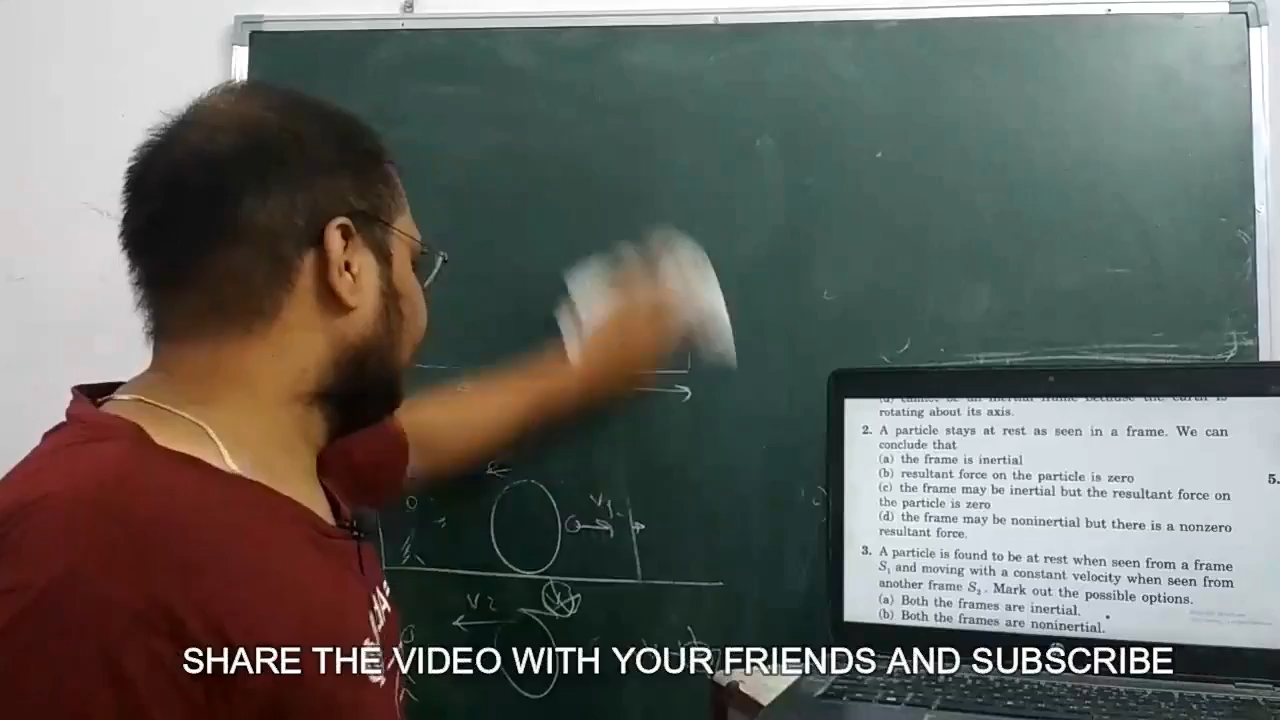 rotating about its axis.
2. A particle stays at rest as seen in a frame. We can
conclude that
(a) the frame is inertial
(b) resultant force on the particle is zero
(c) the frame may be inertial but the resultant force on
the particle is zero
(d) the frame may be noninertial but there is a nonzero
resultant force.
3. A particle is found to be at rest when seen from a frame
S₁ and moving with a constant velocity when seen from
another frame S₂. Mark out the possible options.
(a) Both the frames are inertial.
(b) Both the frames are noninertial.
5.
V2
SHARE THE VIDEO WITH YOUR FRIENDS AND SUBSCRIBE